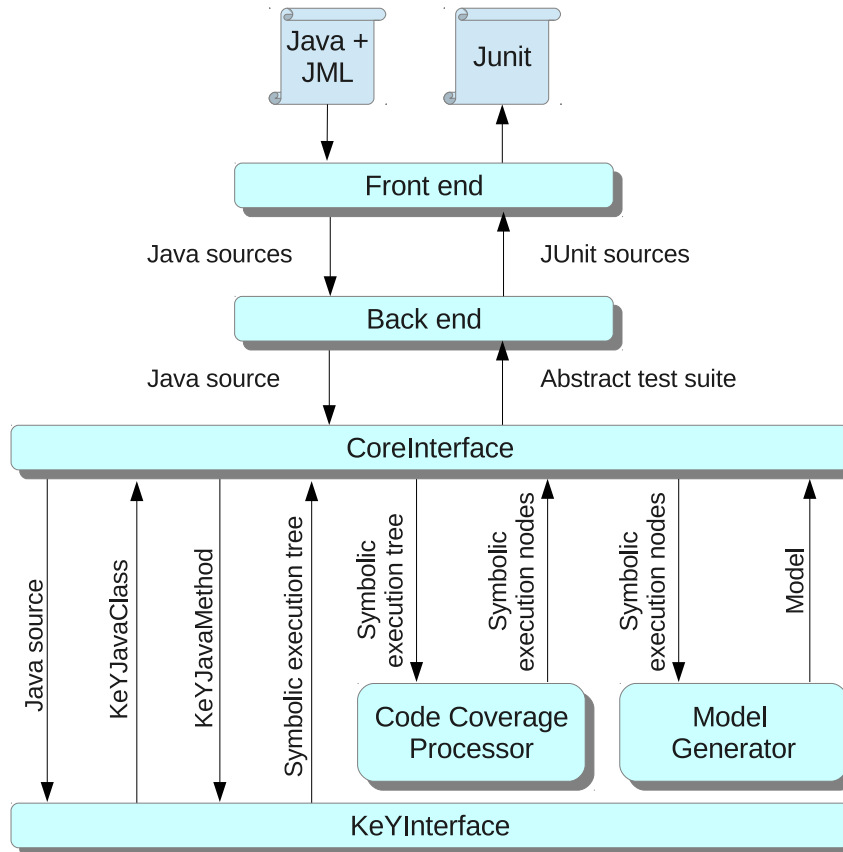 Java +
JML
Junit
Front end
Java sources
JUnit sources
Back end
Java source
Abstract test suite
CoreInterface
Java source
KeYJavaClass
KeYJavaMethod
Symbolic execution tree
Symbolic
execution tree
Symbolic
execution nodes
Symbolic
execution nodes
Model
Code Coverage
Processor
Model
Generator
KeYInterface